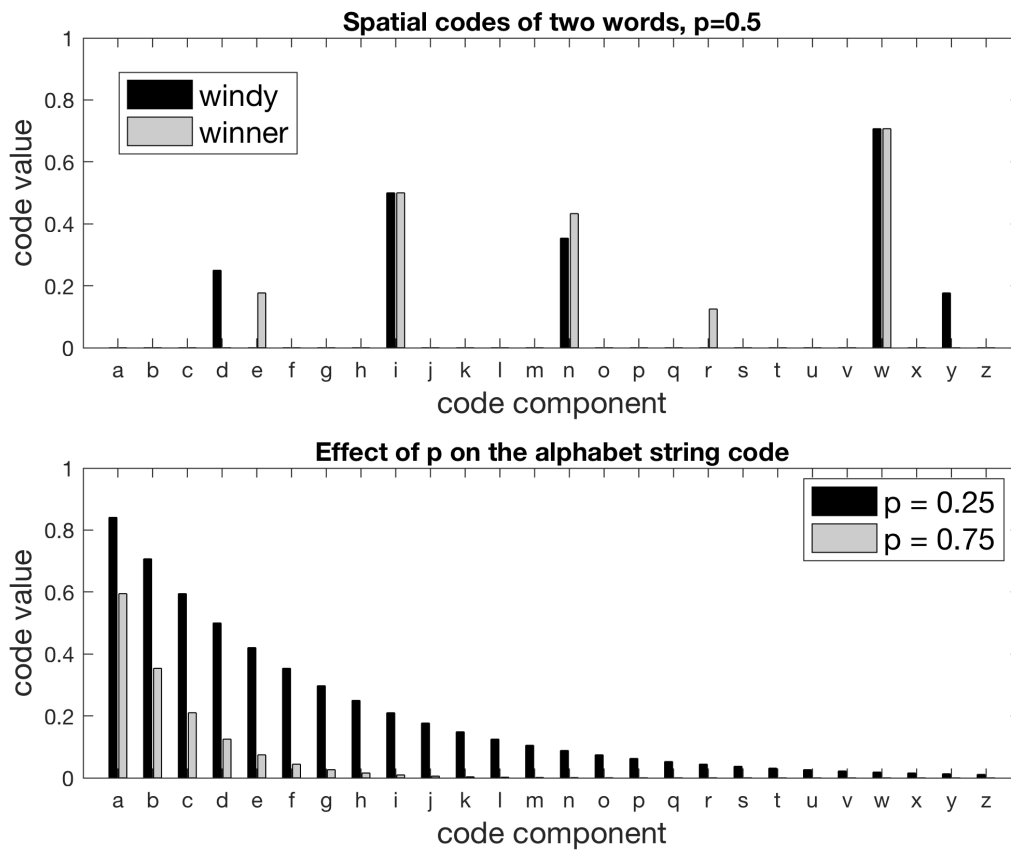 Spatial codes of two words, p=0.5
1
0.8
0.6
0.4
0.2
0
code value
windy
winner
a b c d e f g h i j k l m n o p q r s t u v w x y z
code component
Effect of p on the alphabet string code
1
0.8
0.6
0.4
0.2
0
code value
p = 0.25
p = 0.75
a b c d e f g h i j k l m n o p q r s t u v w x y z
code component